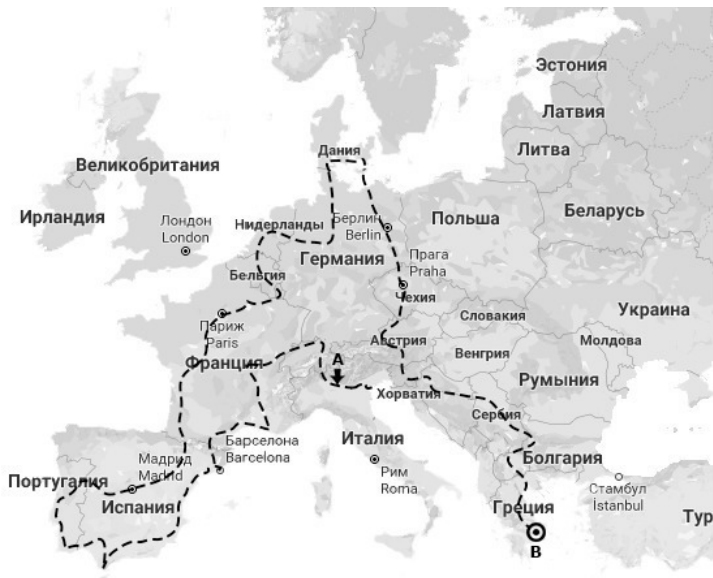 Эстония
Латвия
Литва
Дания
Великобритания
Ирландия
Лондон
London
Нидерланды
Берлин
Berlin
Польша
Беларусь
Германия
Бельгия
Прага
Praha
Чехия
Украина
Словакия
Париж
Paris
Австрия
Венгрия
Молдова
Франция
A
Румыния
Хорватия
Сербия
Барселона
Barcelona
Италия
Мадрид
Madrid
Болгария
Португалия
Рим
Roma
Стамбул
İstanbul
Испания
Греция
Тур
B